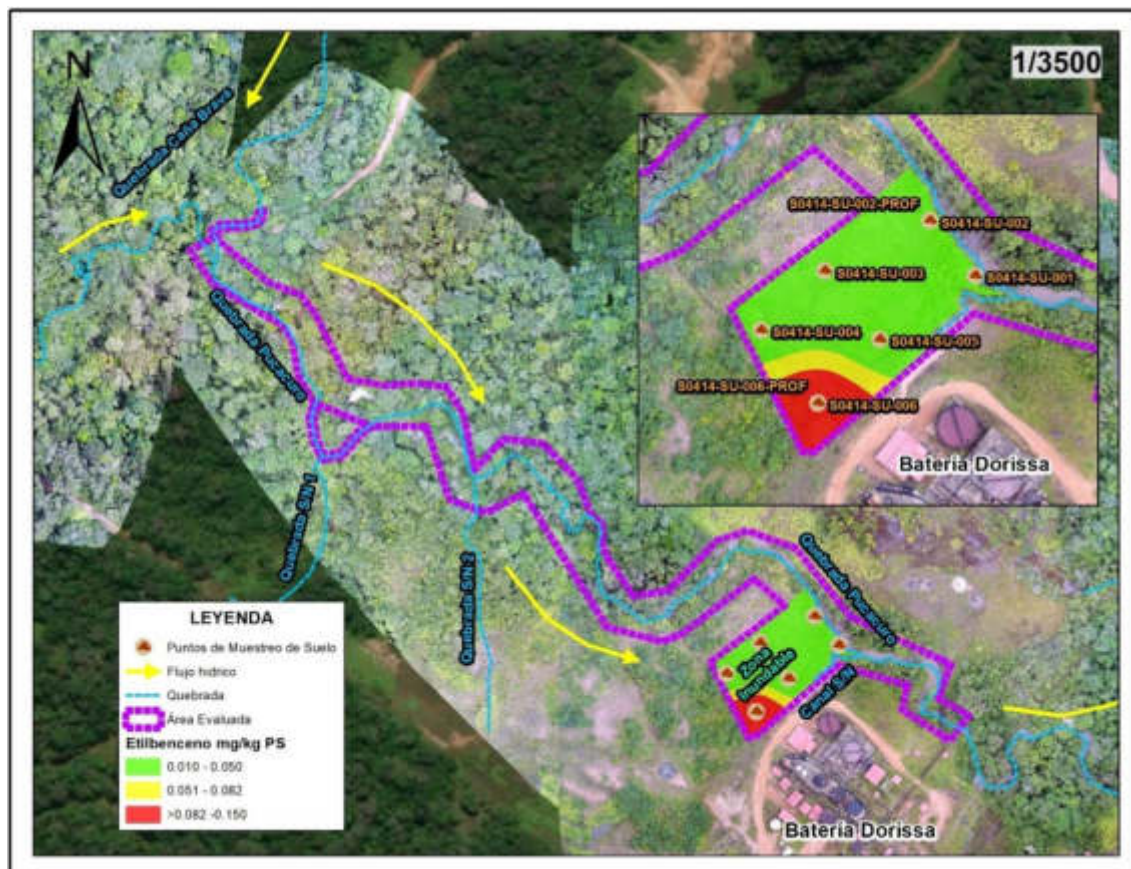 N
1/3500
Quebrada Caña Brava
Quebrada Pucacuro
Quebrada S/N 1
Quebrada S/N 2
S0414-SU-002-PROF
S0414-SU-002
S0414-SU-003
S0414-SU-001
S0414-SU-004
S0414-SU-005
S0414-SU-006-PROF
S0414-SU-006
Batería Dorissa
Quebrada Pucacuro
Zona
Inundable
Canal S/N
Batería Dorissa
LEYENDA
Puntos de Muestreo de Suelo
Flujo hídrico
Quebrada
Área Evaluada
Etilbenceno mg/kg PS
0.010 - 0.050
0.051 - 0.082
>0.082 -0.150